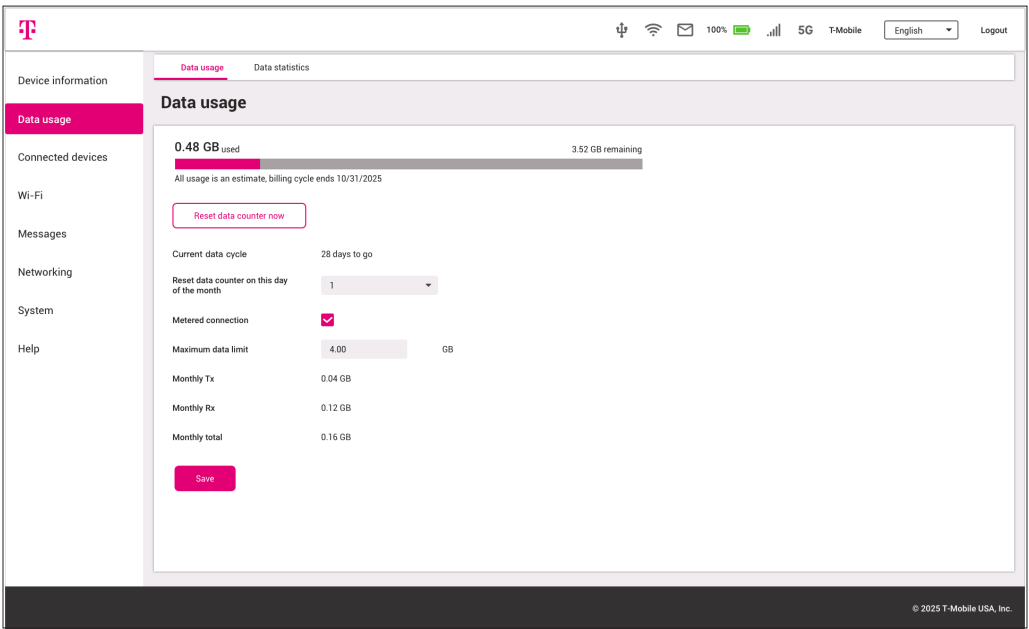 T
100%
5G
T-Mobile
English
Logout
Device information
Data usage
Connected devices
Wi-Fi
Messages
Networking
System
Help
Data usage
Data statistics
Data usage
0.48 GB used
3.52 GB remaining
All usage is an estimate, billing cycle ends 10/31/2025
Reset data counter now
Current data cycle
28 days to go
Reset data counter on this day
of the month
1
Metered connection
Maximum data limit
4.00
GB
Monthly Tx
0.04 GB
Monthly Rx
0.12 GB
Monthly total
0.16 GB
Save
© 2025 T-Mobile USA, Inc.